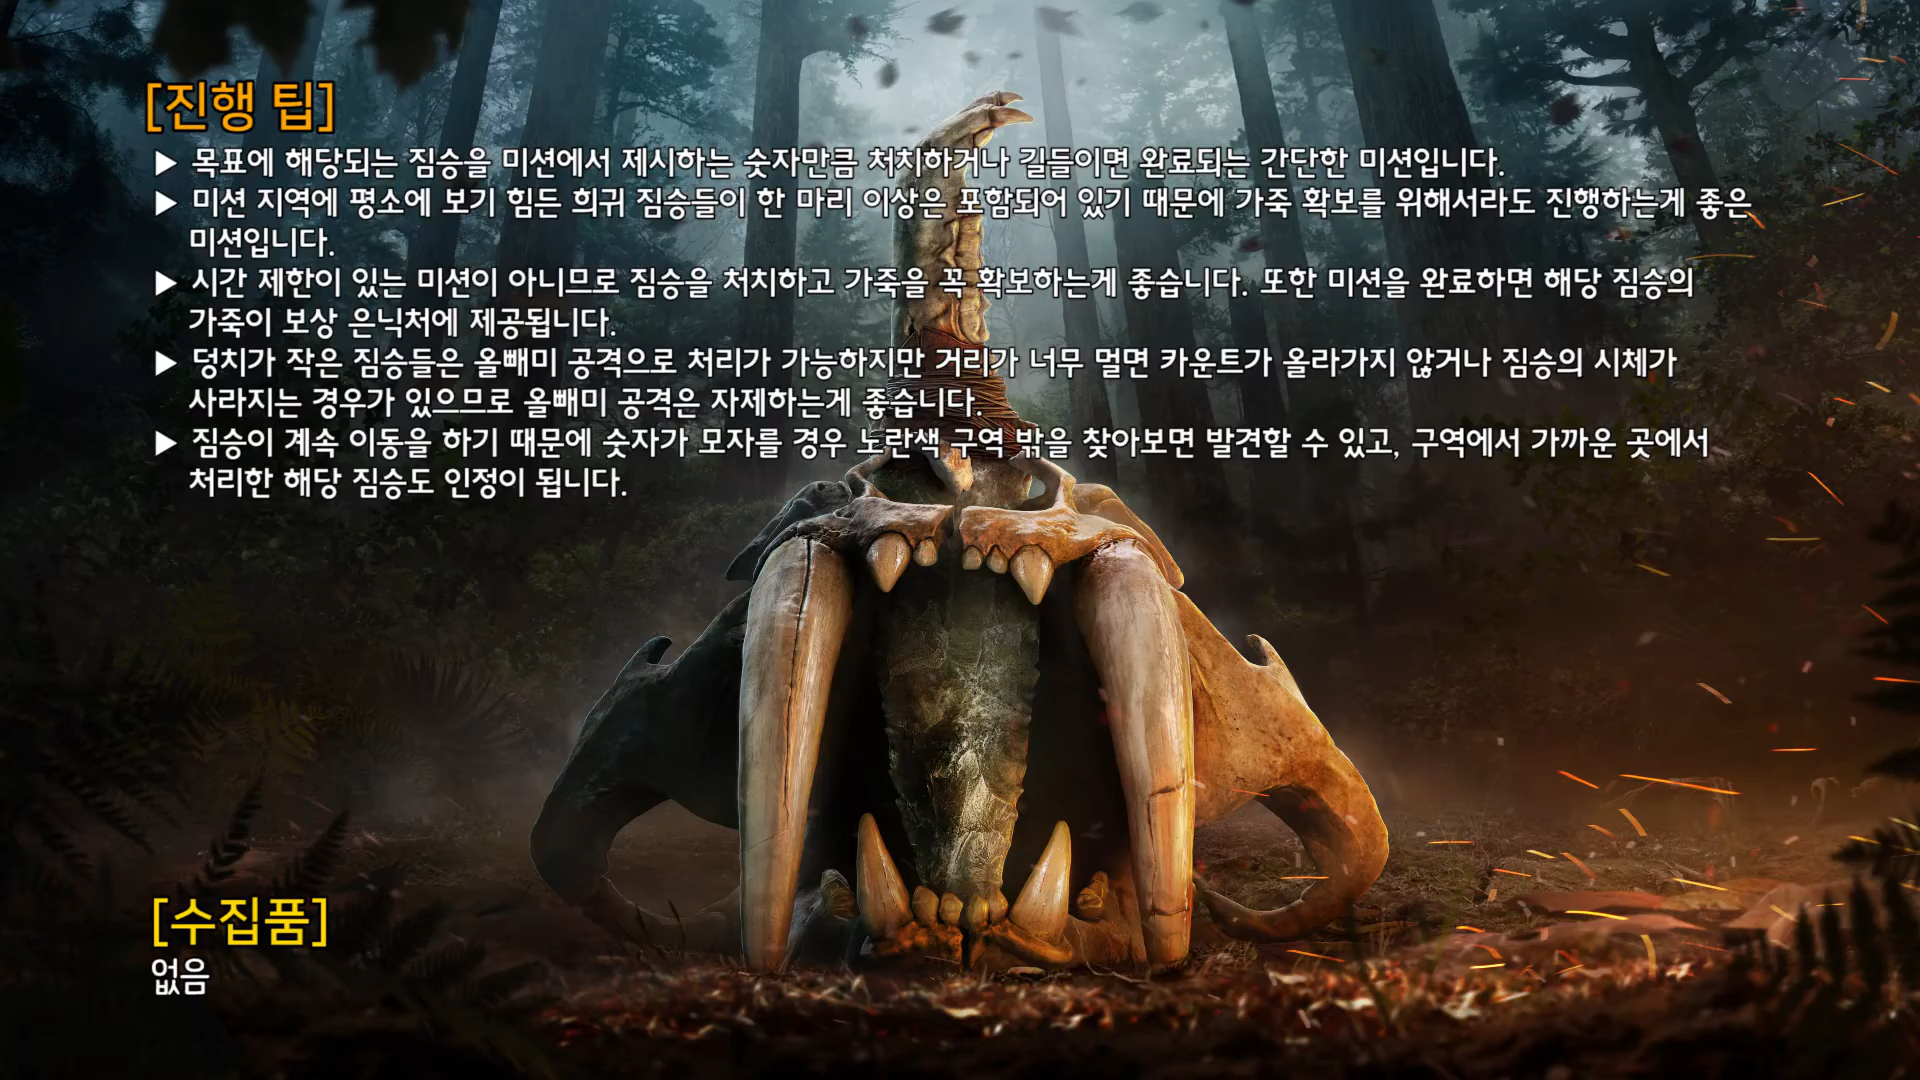 [진행 팁]
▶ 목표에 해당되는 짐승을 미션에서 제시하는 숫자만큼 처치하거나 길들이면 완료되는 간단한 미션입니다.
▶ 미션 지역에 평소에 보기 힘든 희귀 짐승들이 한 마리 이상은 포함되어 있기 때문에 가죽 확보를 위해서라도 진행하는게 좋은
미션입니다.
▶ 시간 제한이 있는 미션이 아니므로 짐승을 처치하고 가죽을 꼭 확보하는게 좋습니다. 또한 미션을 완료하면 해당 짐승의
가죽이 보상 은닉처에 제공됩니다.
▶ 덩치가 작은 짐승들은 올빼미 공격으로 처리가 가능하지만 거리가 너무 멀면 카운트가 올라가지 않거나 짐승의 시체가
사라지는 경우가 있으므로 올빼미 공격은 자제하는게 좋습니다.
▶ 짐승이 계속 이동을 하기 때문에 숫자가 모자를 경우 노란색 구역 밖을 찾아보면 발견할 수 있고, 구역에서 가까운 곳에서
처리한 해당 짐승도 인정이 됩니다.
[수집품]
없음